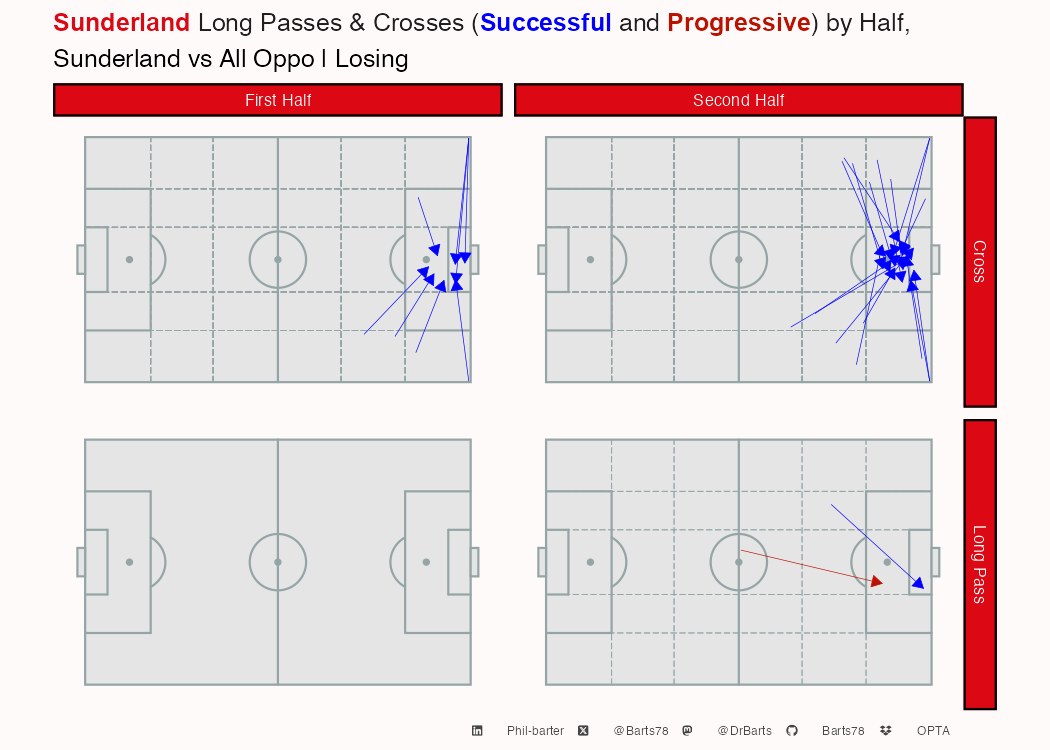 Sunderland Long Passes & Crosses (Successful and Progressive) by Half,
Sunderland vs All Oppo | Losing
First Half
Second Half
Cross
Long Pass
Phil-barter @Barts78 @DrBarts Barts78 OPTA